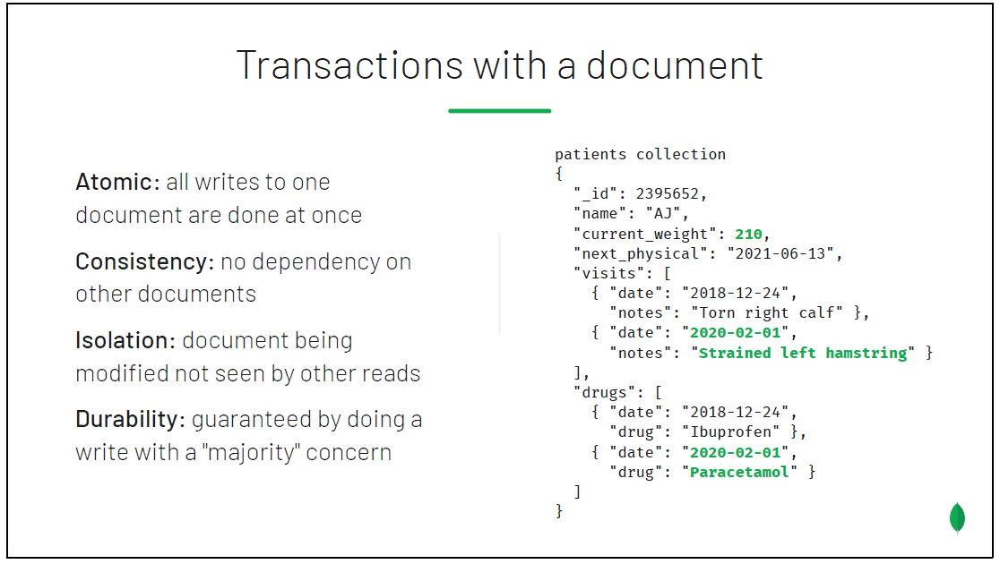 Transactions with a document
Atomic: all writes to one
document are done at once
Consistency: no dependency on
other documents
Isolation: document being
modified not seen by other reads
Durability: guaranteed by doing a
write with a "majority" concern
patients collection
{
  "_id": 2395652,
  "name": "AJ",
  "current_weight": 210,
  "next_physical": "2021-06-13",
  "visits": [
    { "date": "2018-12-24",
      "notes": "Torn right calf" },
    { "date": "2020-02-01",
      "notes": "Strained left hamstring" }
  ],
  "drugs": [
    { "date": "2018-12-24",
      "drug": "Ibuprofen" },
    { "date": "2020-02-01",
      "drug": "Paracetamol" }
  ]
}